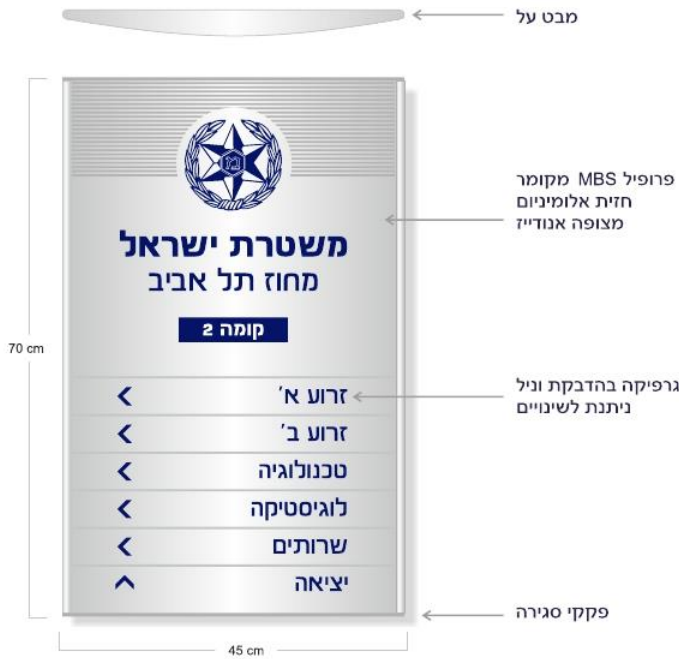 מבט על
פרופיל MBS מקומר
חזית אלומיניום
מצופה אנודייז
משטרת ישראל
מחוז תל אביב
קומה 2
70 cm
גרפיקה בהדבקת וניל
ניתנת לשינויים
זרוע א'
זרוע ב'
טכנולוגיה
לוגיסטיקה
שרותים
יציאה
פקקי סגירה
45 cm